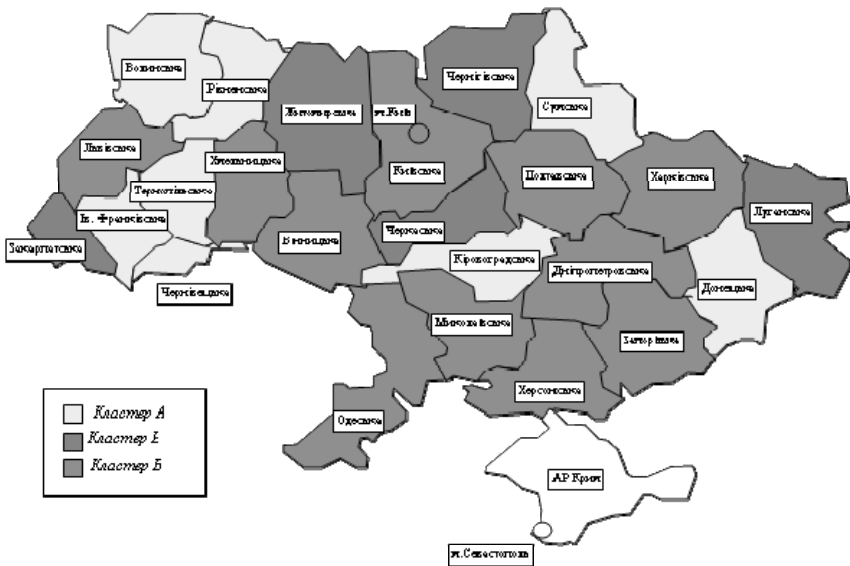 Волинська
Рівненська
Житомирська
м.Київ
Чернігівська
Сумська
Львівська
Хмельницька
Тернопільська
Київська
Полтавська
Харківська
Луганська
Ів. Франківська
Закарпатська
Вінницька
Черкаська
Кіровоградська
Дніпропетровська
Донецька
Чернівецька
Миколаївська
Запорізька
Херсонська
Одеська
Кластер А
Кластер Б
АР Крим
м.Севастополь